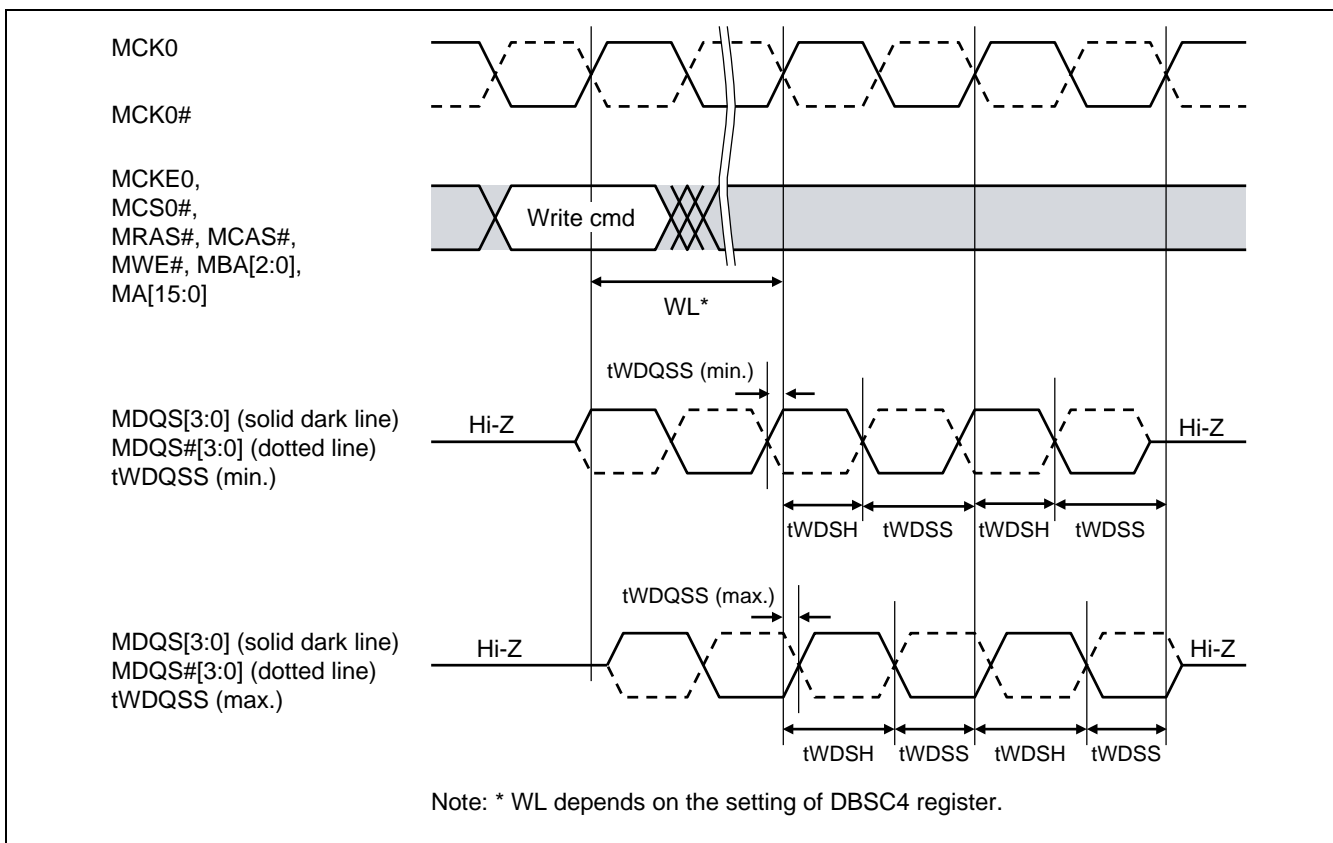 MCK0
MCK0#
MCKE0,
MCS0#,
MRAS#, MCAS#,
MWE#, MBA[2:0],
MA[15:0]
Write cmd
WL*
tWDQSS (min.)
MDQS[3:0] (solid dark line)
MDQS#[3:0] (dotted line)
tWDQSS (min.)
Hi-Z
Hi-Z
tWDSH tWDSS tWDSH tWDSS
tWDQSS (max.)
MDQS[3:0] (solid dark line)
MDQS#[3:0] (dotted line)
tWDQSS (max.)
Hi-Z
Hi-Z
tWDSH tWDSS tWDSH tWDSS
Note: * WL depends on the setting of DBSC4 register.